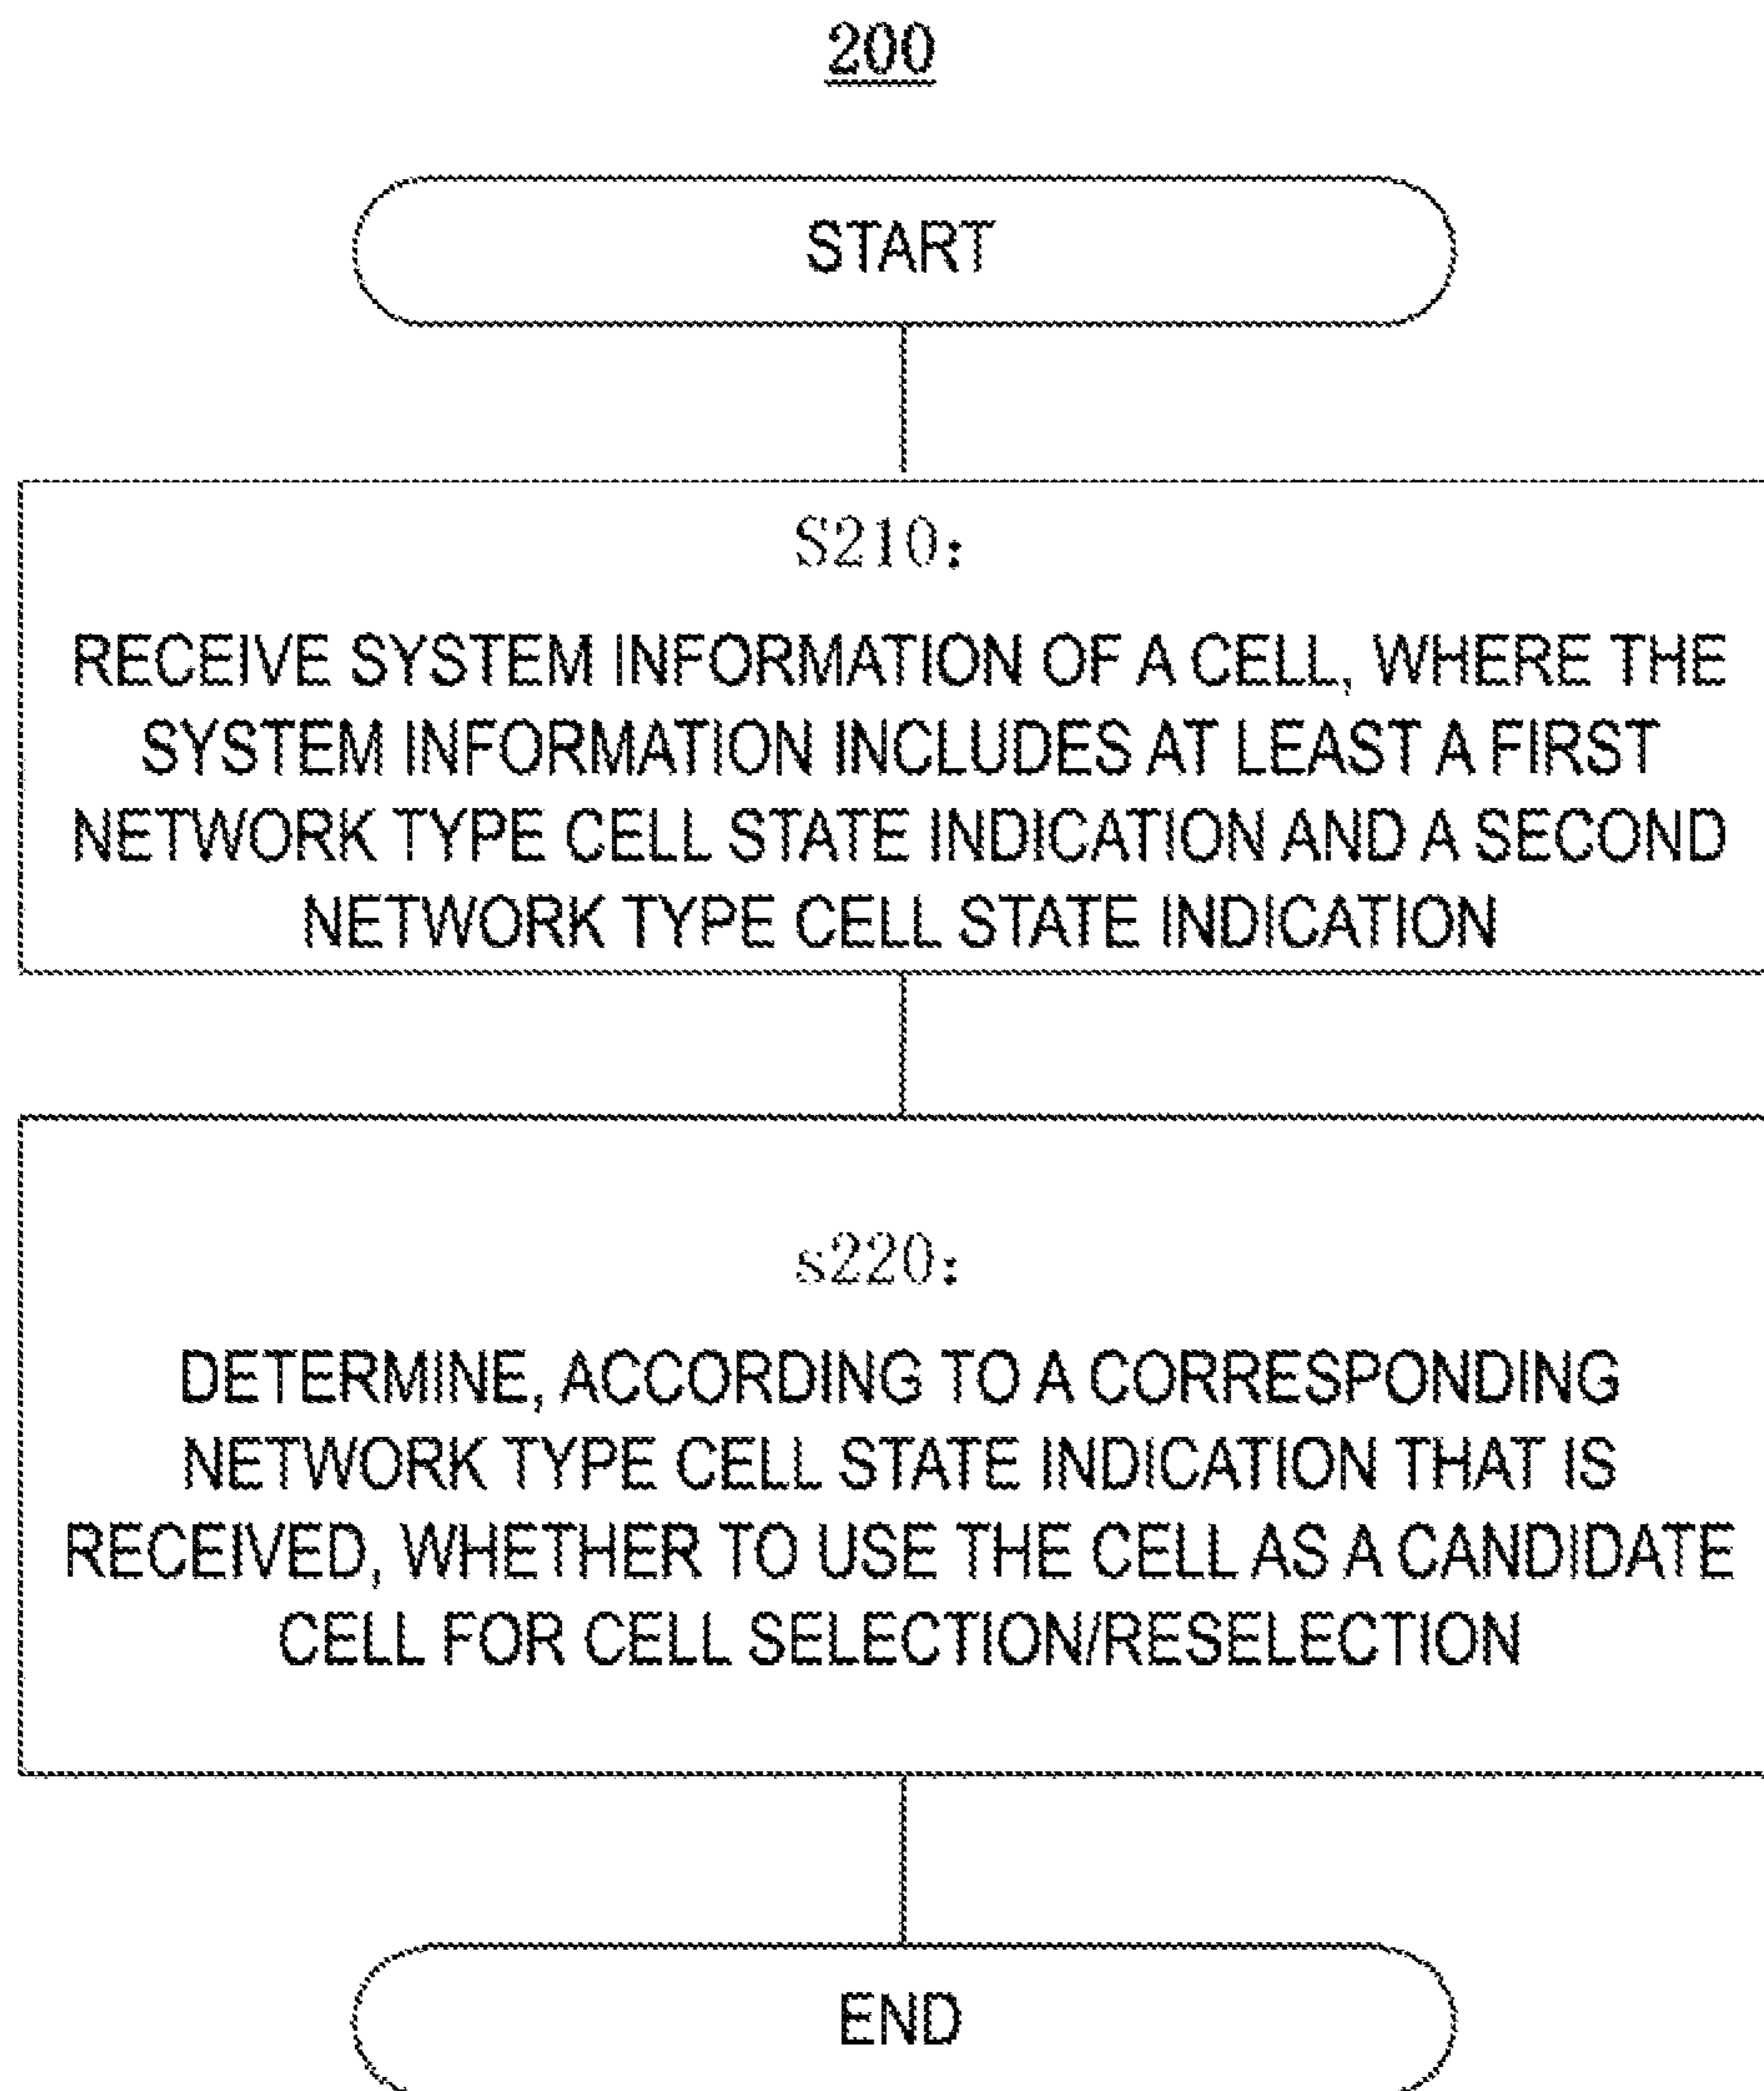 200
START
S210:
RECEIVE SYSTEM INFORMATION OF A CELL, WHERE THE
SYSTEM INFORMATION INCLUDES AT LEAST A FIRST
NETWORK TYPE CELL STATE INDICATION AND A SECOND
NETWORK TYPE CELL STATE INDICATION
s220:
DETERMINE, ACCORDING TO A CORRESPONDING
NETWORK TYPE CELL STATE INDICATION THAT IS
RECEIVED, WHETHER TO USE THE CELL AS A CANDIDATE
CELL FOR CELL SELECTION/RESELECTION
END